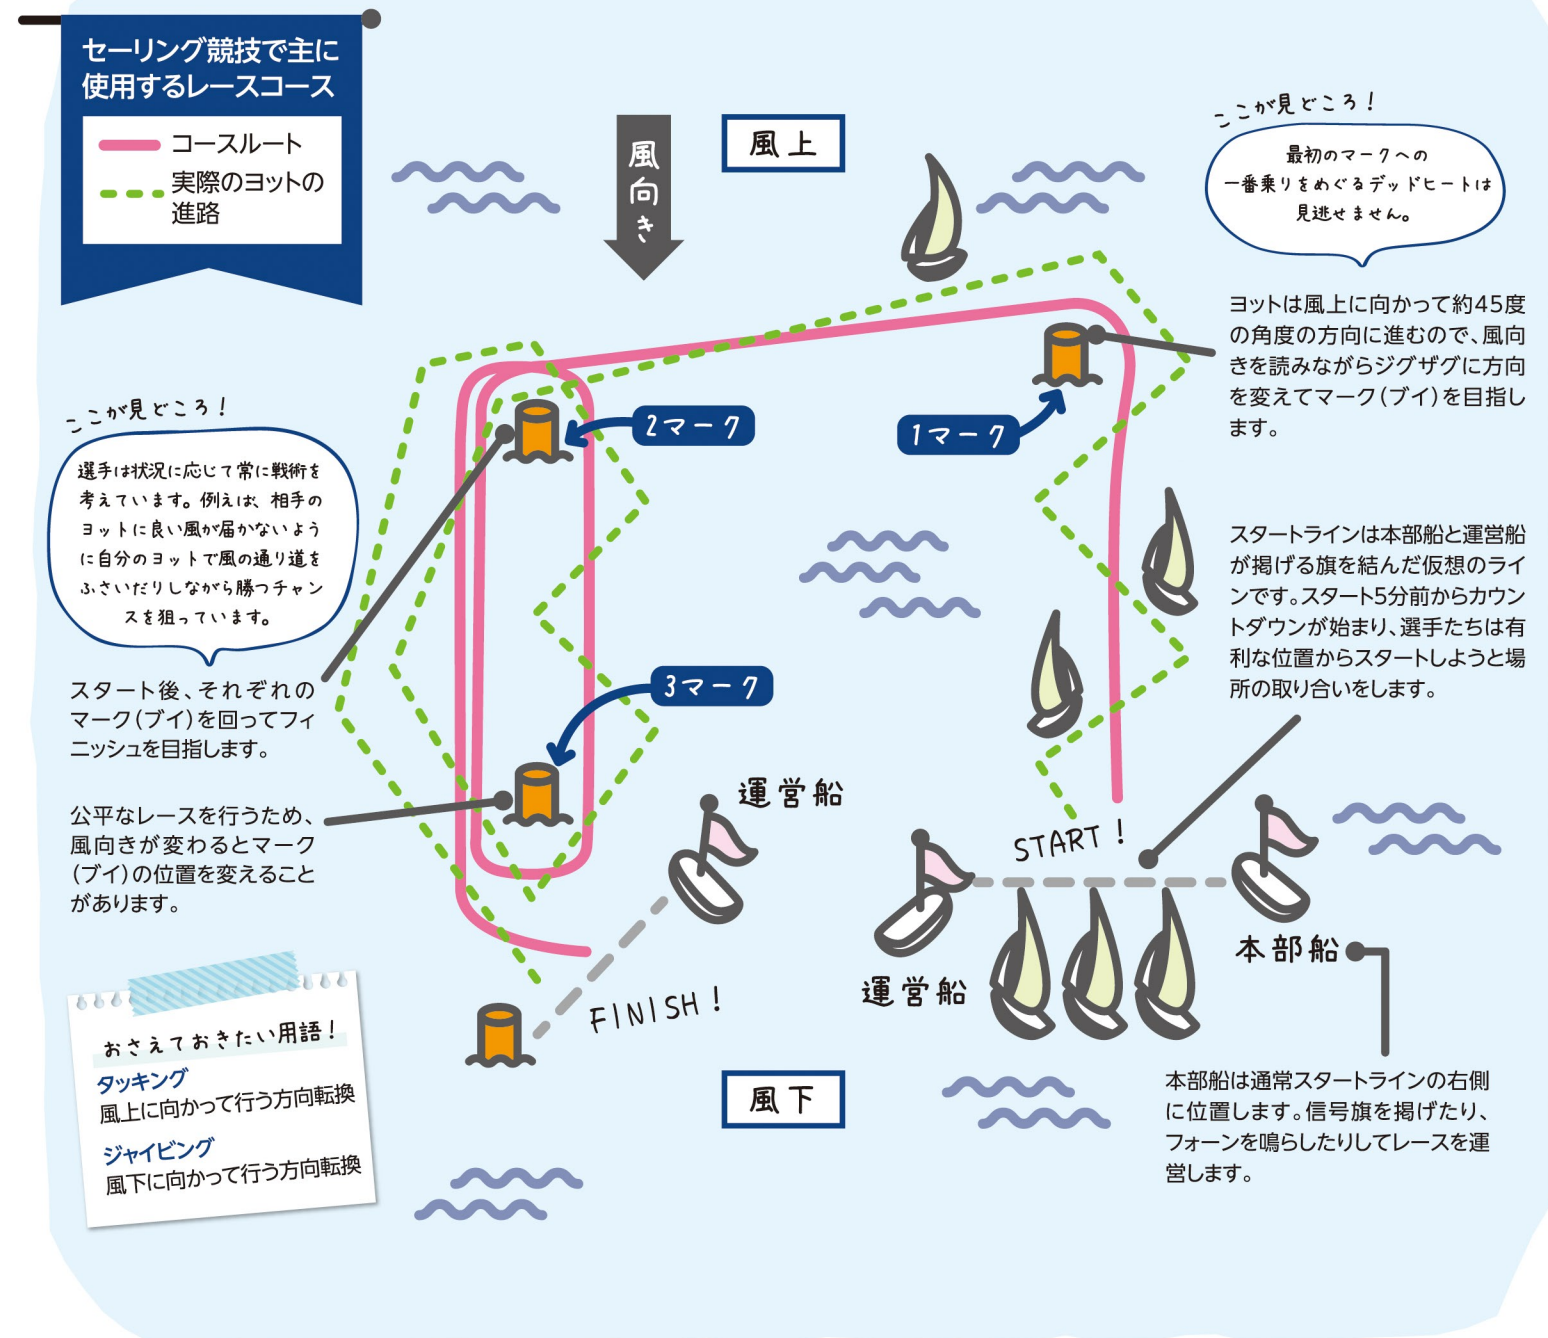 セーリング競技で主に
使用するレースコース
コースルート
実際のヨットの
進路
風向き
風上
ここが見どころ！
最初のマークへの
一番乗りをめぐるデッドヒートは
見逃せません。
ヨットは風上に向かって約45度
の角度の方向に進むので、風向
きを読みながらジグザグに方向
を変えてマーク（ブイ）を目指し
ます。
2マーク
1マーク
ここが見どころ！
選手は状況に応じて常に戦術を
考えています。例えば、相手の
ヨットに良い風が届かないよう
に自分のヨットで風の通り道を
ふさいだりしながら勝つチャン
スを狙っています。
スタート後、それぞれの
マーク（ブイ）を回ってフィ
ニッシュを目指します。
公平なレースを行うため、
風向きが変わるとマーク
（ブイ）の位置を変えること
があります。
3マーク
スタートラインは本部船と運営船
が掲げる旗を結んだ仮想のライ
ンです。スタート5分前からカウン
トダウンが始まり、選手たちは有
利な位置からスタートしようと場
所の取り合いをします。
運営船
START！
運営船
本部船
FINISH！
風下
本部船は通常スタートラインの右側
に位置します。信号旗を掲げたり、
フォーンを鳴らしたりしてレースを運
営します。
おさえておきたい用語！
タッキング
風上に向かって行う方向転換
ジャイビング
風下に向かって行う方向転換